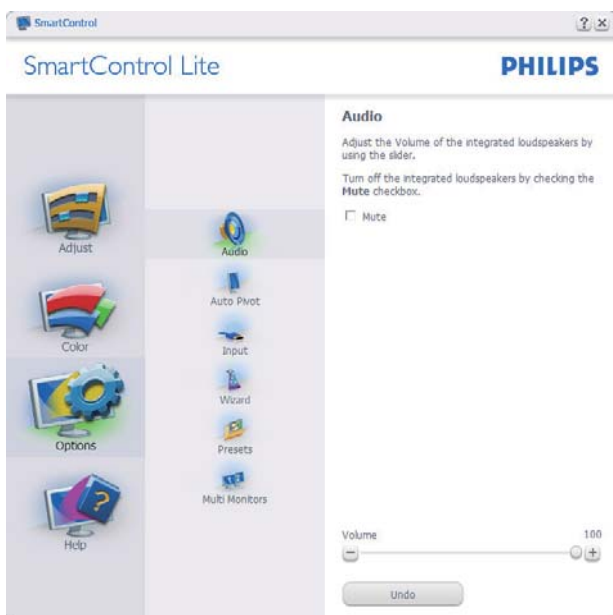 SmartControl
SmartControl Lite
PHILIPS
Adjust
Color
Options
Help
Audio
Auto Pivot
Input
Wizard
Presets
Multi Monitors
Audio
Adjust the Volume of the integrated loudspeakers by
using the slider.
Turn off the integrated loudspeakers by checking the
Mute checkbox.
Mute
Volume 100
Undo